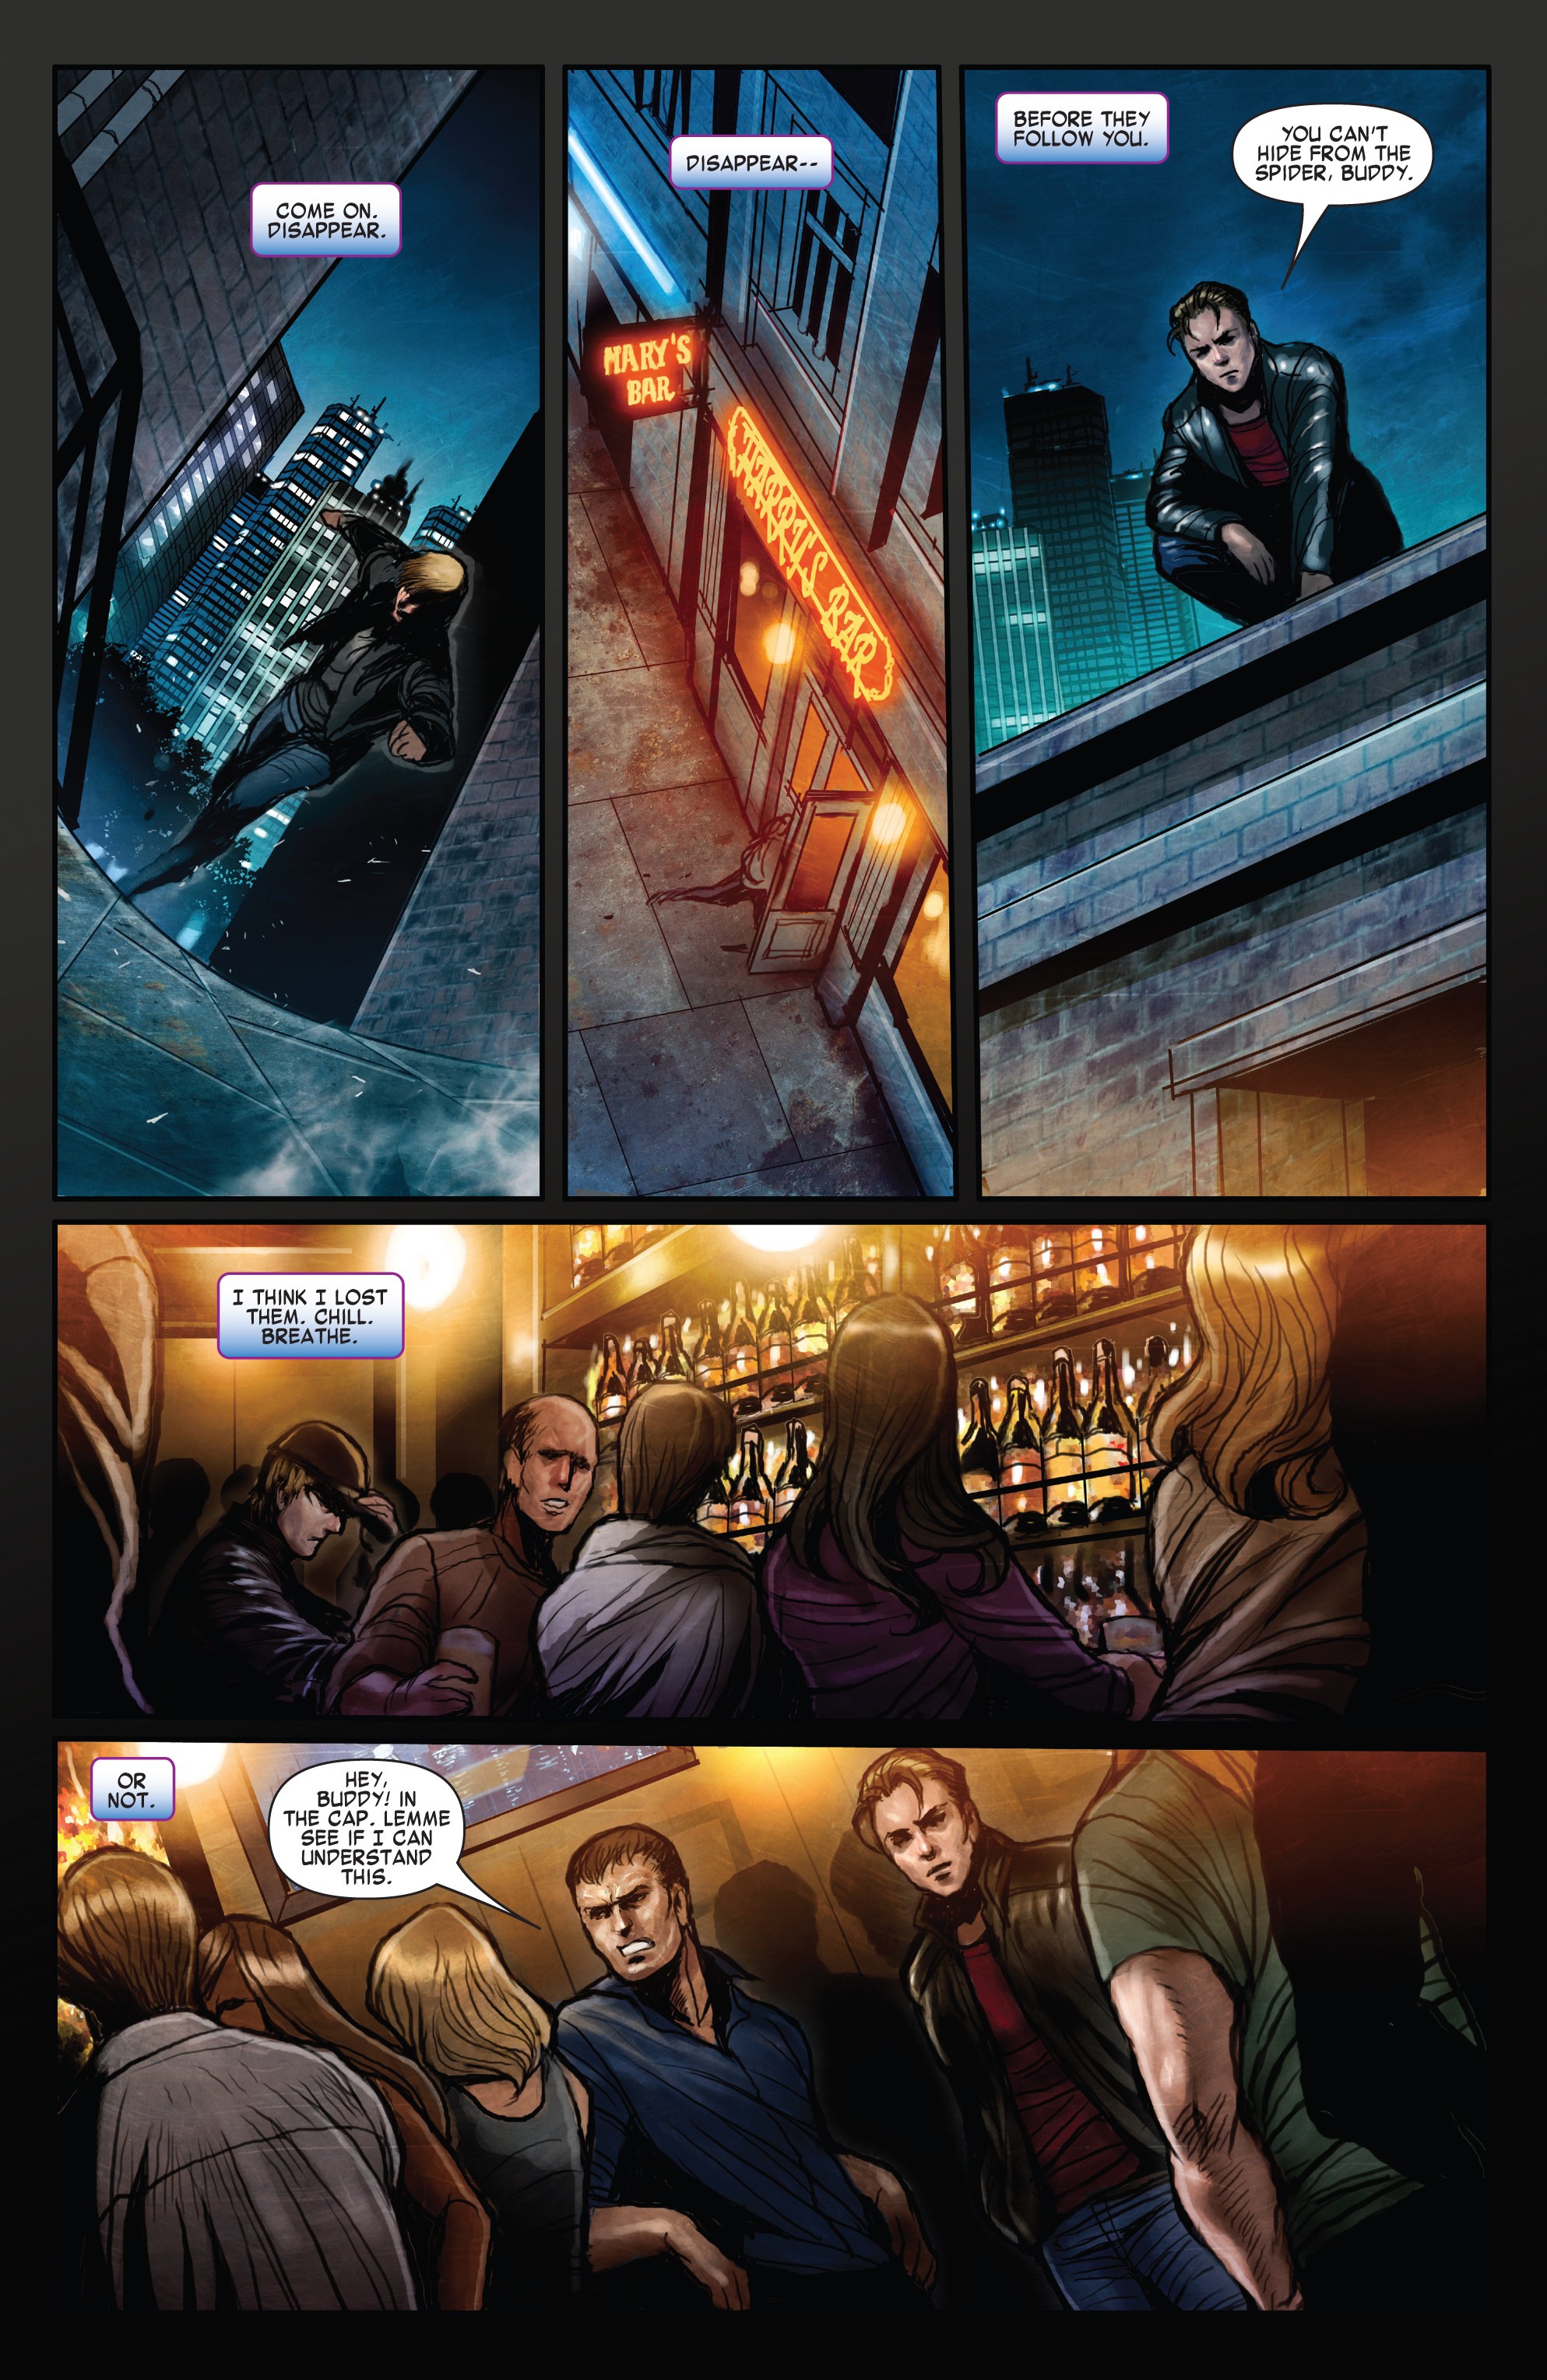 COME ON.
DISAPPEAR.
DISAPPEAR--
MARY'S
BAR
BAR
BEFORE THEY
FOLLOW YOU.
YOU CAN'T
HIDE FROM THE
SPIDER, BUDDY.
I THINK I LOST
THEM. CHILL.
BREATHE.
OR
NOT.
HEY,
BUDDY! IN
THE CAP. LEMME
SEE IF I CAN
UNDERSTAND
THIS.